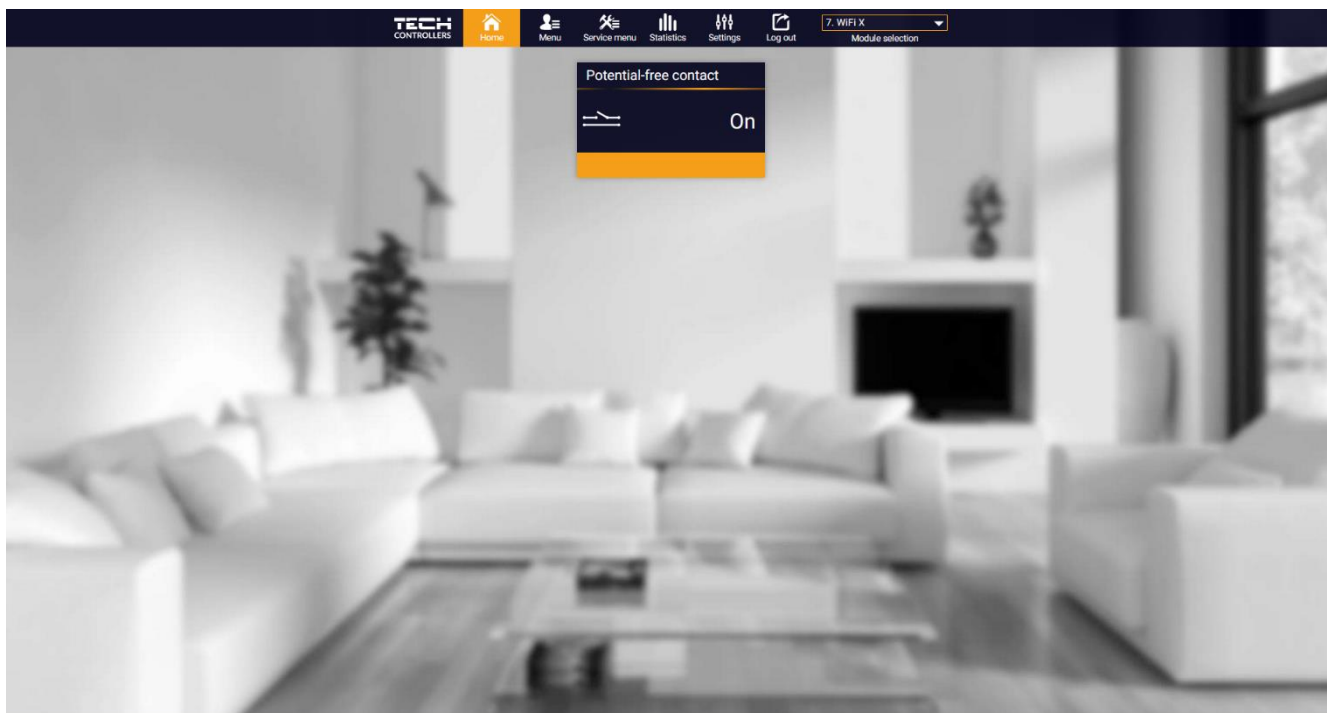 TECH
CONTROLLERS
Home
Menu
Service menu
Statistics
Settings
Log out
7. WiFi X
Module selection
Potential-free contact
On